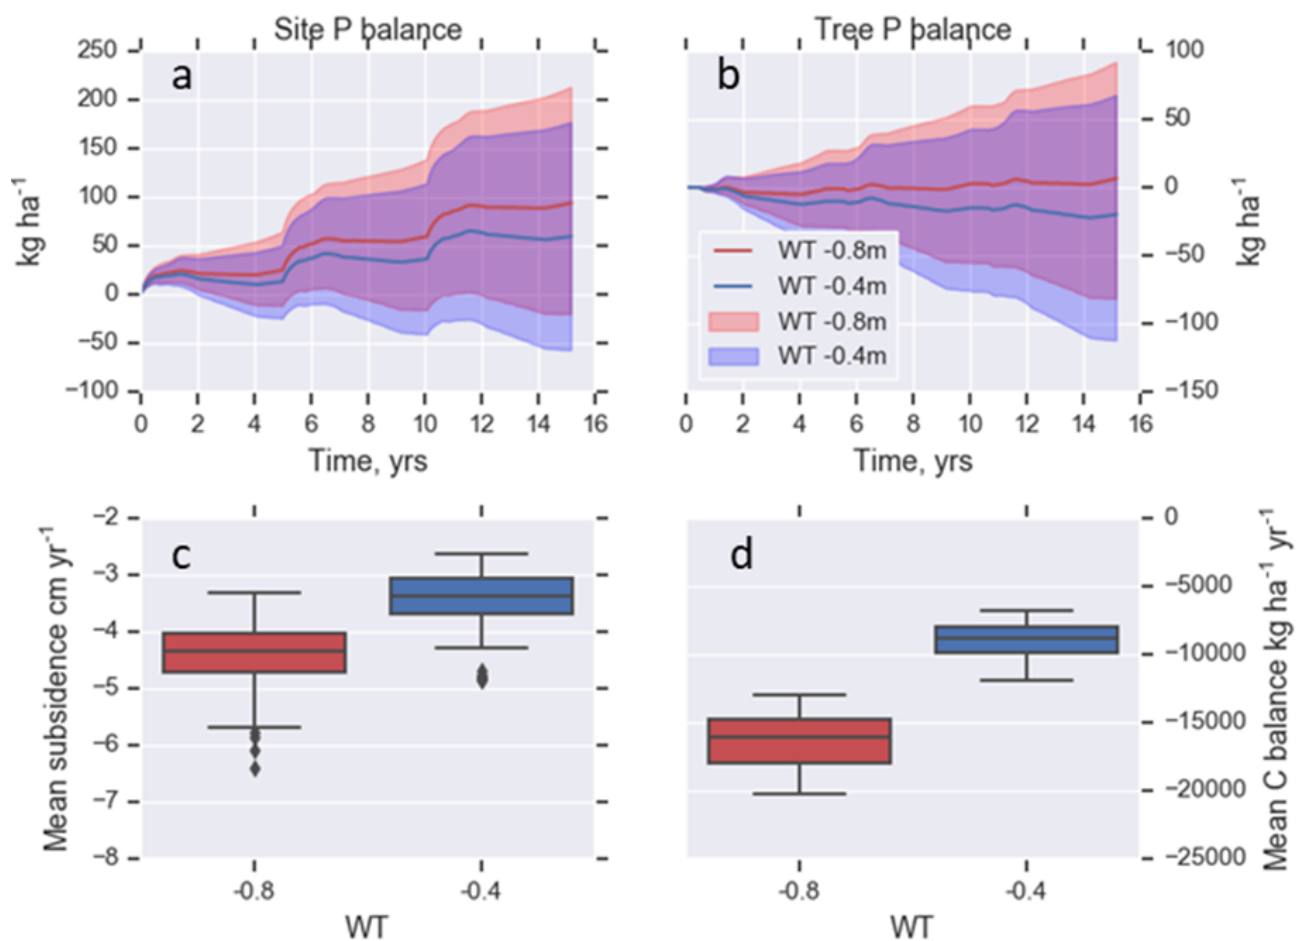 Site P balance
Tree P balance
a
b
250
200
150
100
50
0
−50
−100
kg ha-1
100
50
0
−50
−100
−150
kg ha-1
WT -0.8m
WT -0.4m
WT -0.8m
WT -0.4m
0 2 4 6 8 10 12 14 16
0 2 4 6 8 10 12 14 16
Time, yrs
Time, yrs
c
d
−2
−3
−4
−5
−6
−7
−8
Mean subsidence cm yr-1
0
−5000
−10000
−15000
−20000
−25000
Mean C balance kg ha-1 yr-1
-0.8 -0.4
-0.8 -0.4
WT
WT